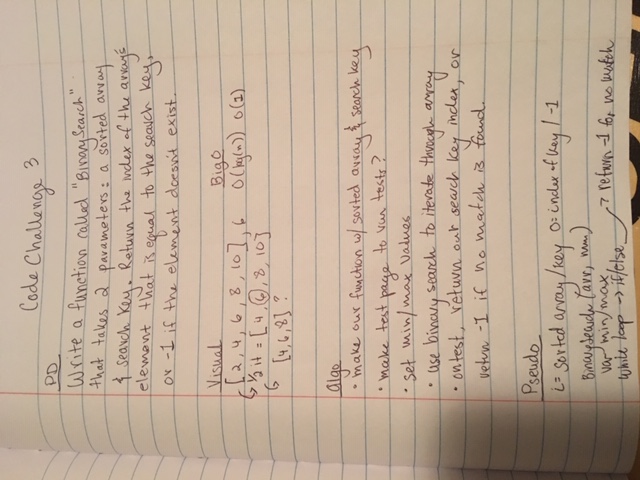 Code Challenge 3
PD
Write a function called "BinarySearch"
that takes 2 parameters: a sorted array
& search key. Return the index of the array's
element that is equal to the search key,
or -1 if the element doesn't exist.
Visual
[2, 4, 6, 8, 10], 6
1/2 it = [4, 6, 8, 10]
[4, 6, 8] ?
Big O
O(log(n)) O(1)
algo
• make our function w/ sorted array & search key
• make test page to run tests?
• set min/max values
• use binary search to iterate through array
• on test, return out search key index, or
return -1 if no match is found.
Pseudo
i = sorted array/key O = index of key / -1
BinarySearch (arr, num)
var min/max
while loop → if/else → return -1 for no match